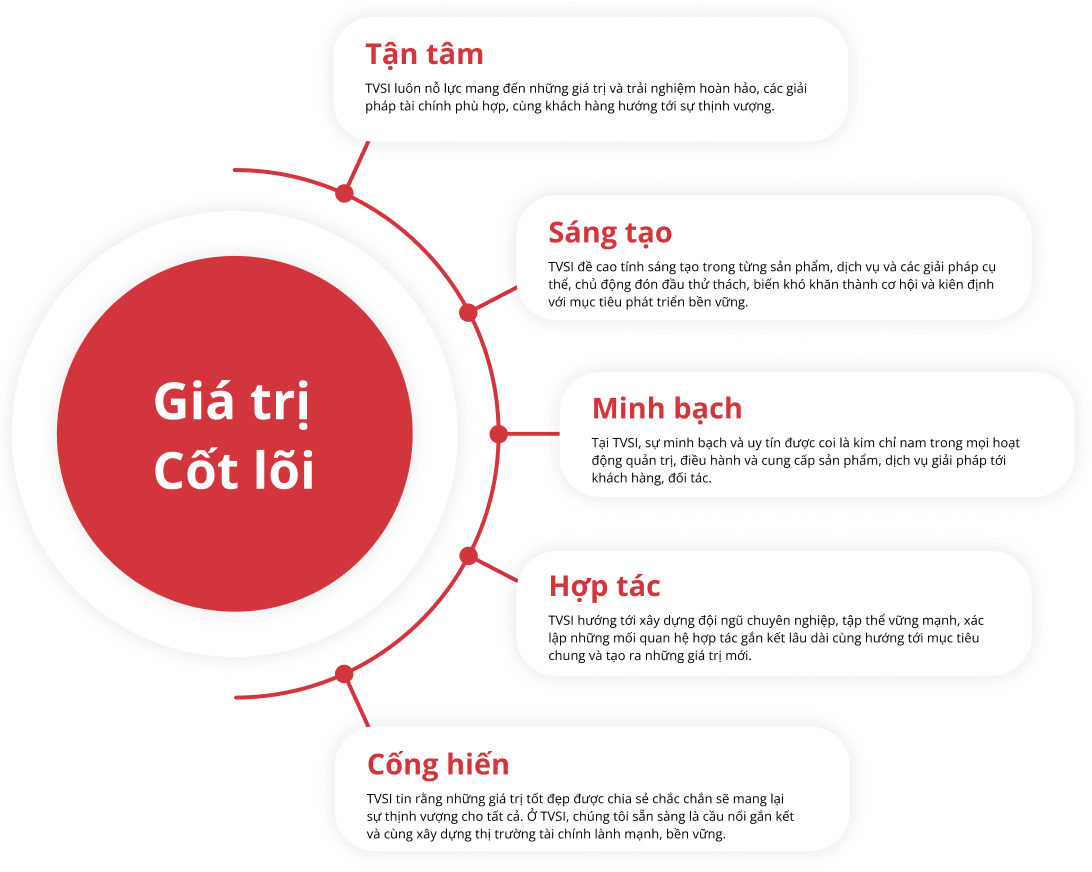 Tận tâm
TVSI luôn nỗ lực mang đến những giá trị và trải nghiệm hoàn hảo, các giải
pháp tài chính phù hợp, cùng khách hàng hướng tới sự thịnh vượng.
Sáng tạo
TVSI đề cao tính sáng tạo trong từng sản phẩm, dịch vụ và các giải pháp cụ
thể, chủ động đón đầu thử thách, biến khó khăn thành cơ hội và kiên định
với mục tiêu phát triển bền vững.
Giá trị
Cốt lõi
Minh bạch
Tại TVSI, sự minh bạch và uy tín được coi là kim chỉ nam trong mọi hoạt
động quản trị, điều hành và cung cấp sản phẩm, dịch vụ giải pháp tới
khách hàng, đối tác.
Hợp tác
TVSI hướng tới xây dựng đội ngũ chuyên nghiệp, tập thể vững mạnh, xác
lập những mối quan hệ hợp tác gắn kết lâu dài cùng hướng tới mục tiêu
chung và tạo ra những giá trị mới.
Cống hiến
TVSI tin rằng những giá trị tốt đẹp được chia sẻ chắc chắn sẽ mang lại
sự thịnh vượng cho tất cả. Ở TVSI, chúng tôi sẵn sàng là cầu nối gắn kết
và cùng xây dựng thị trường tài chính lành mạnh, bền vững.